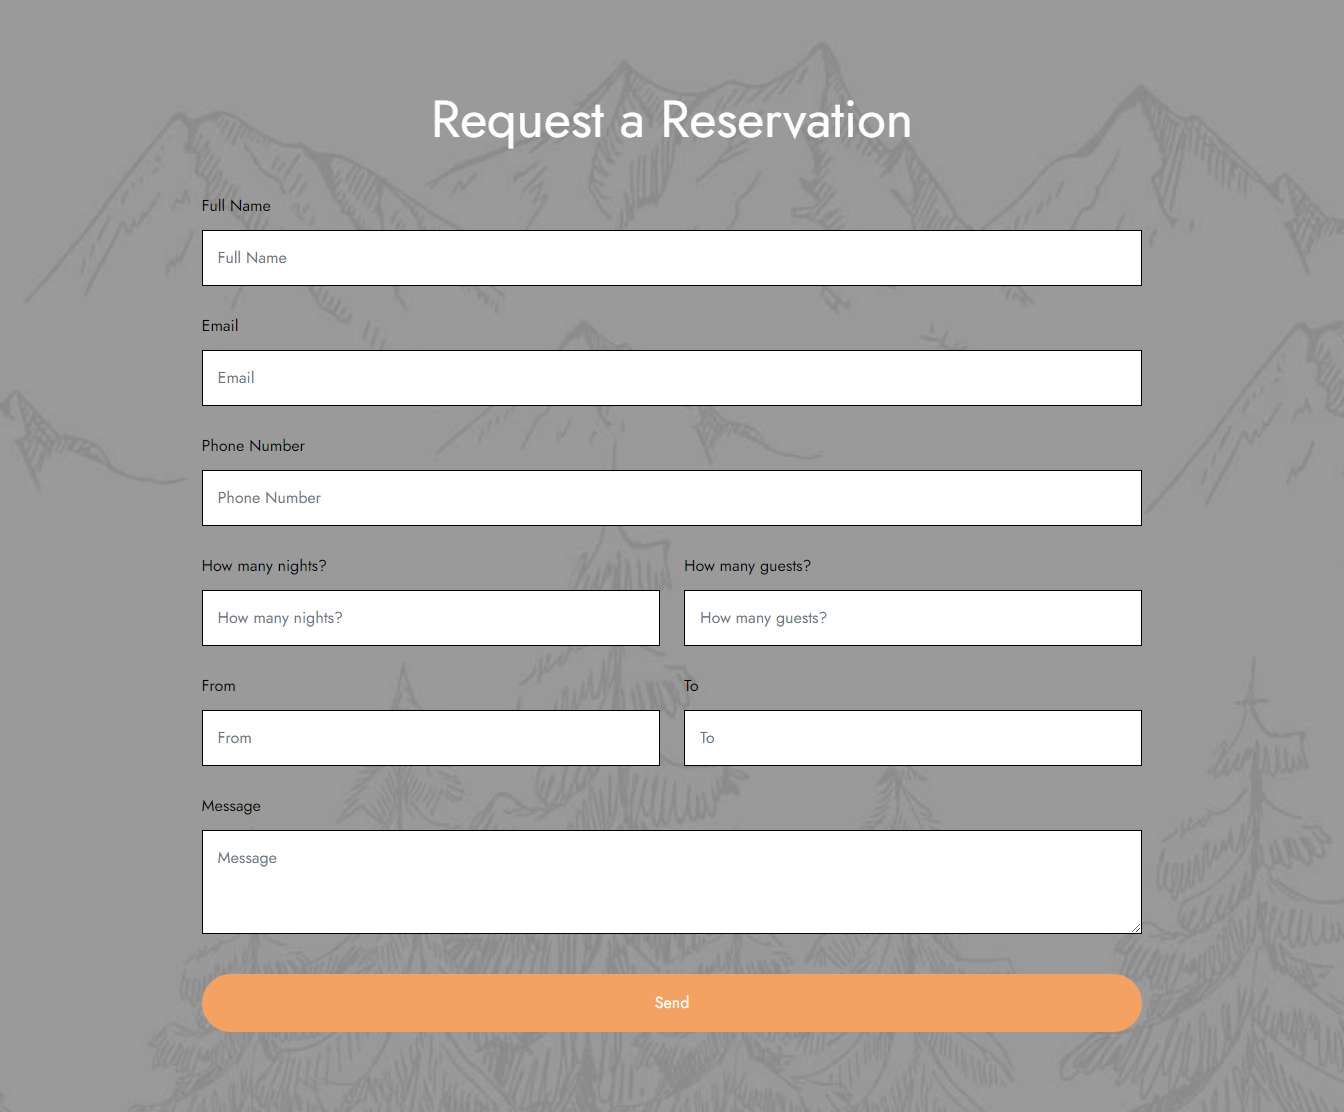 Request a Reservation
Full Name
Full Name
Email
Email
Phone Number
Phone Number
How many nights? How many guests?
How many nights? How many guests?
From To
From To
Message
Message
Send